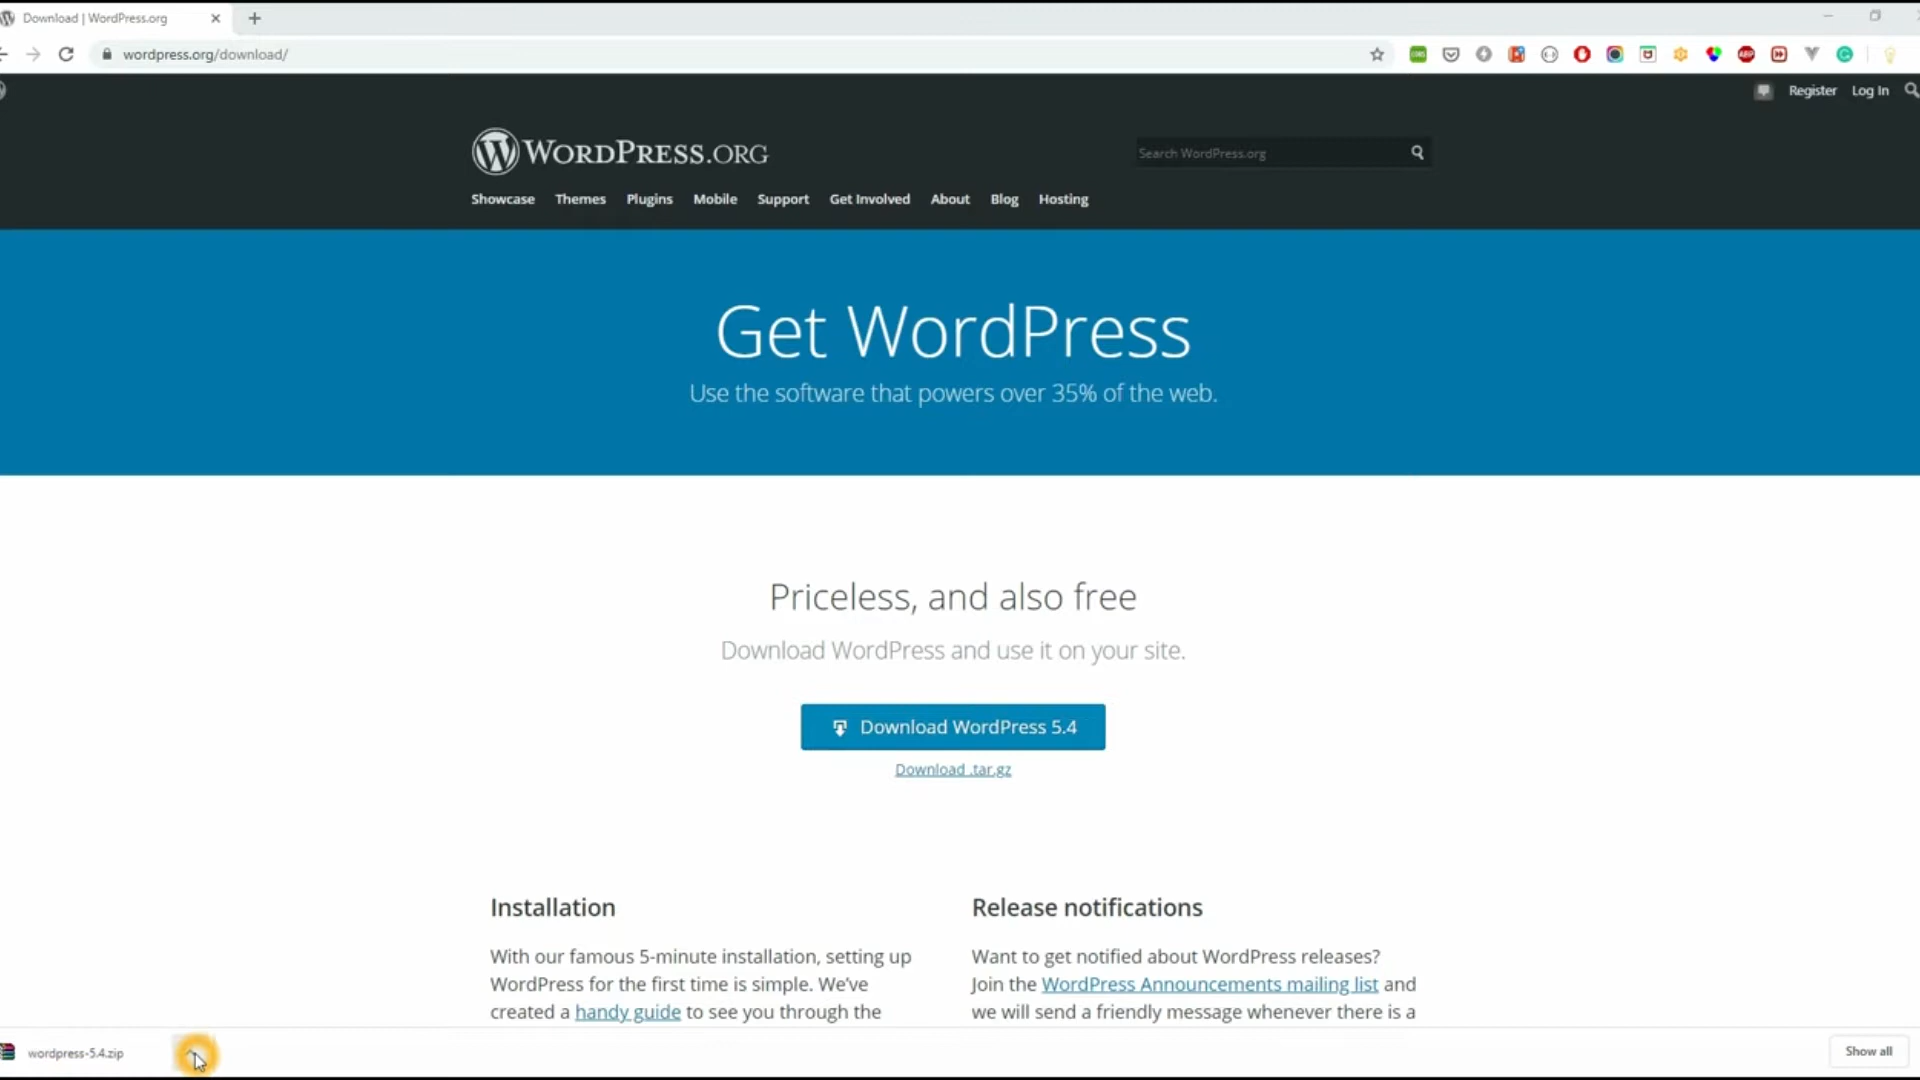 Download | WordPress.org
wordpress.org/download/
Register Log In
WORDPRESS.ORG
Search WordPress.org
Showcase Themes Plugins Mobile Support Get Involved About Blog Hosting
Get WordPress
Use the software that powers over 35% of the web.
Priceless, and also free
Download WordPress and use it on your site.
Download WordPress 5.4
Download .tar.gz
Installation
With our famous 5-minute installation, setting up
WordPress for the first time is simple. We've
created a handy guide to see you through the
Release notifications
Want to get notified about WordPress releases?
Join the WordPress Announcements mailing list and
we will send a friendly message whenever there is a
wordpress-5.4.zip
Show all